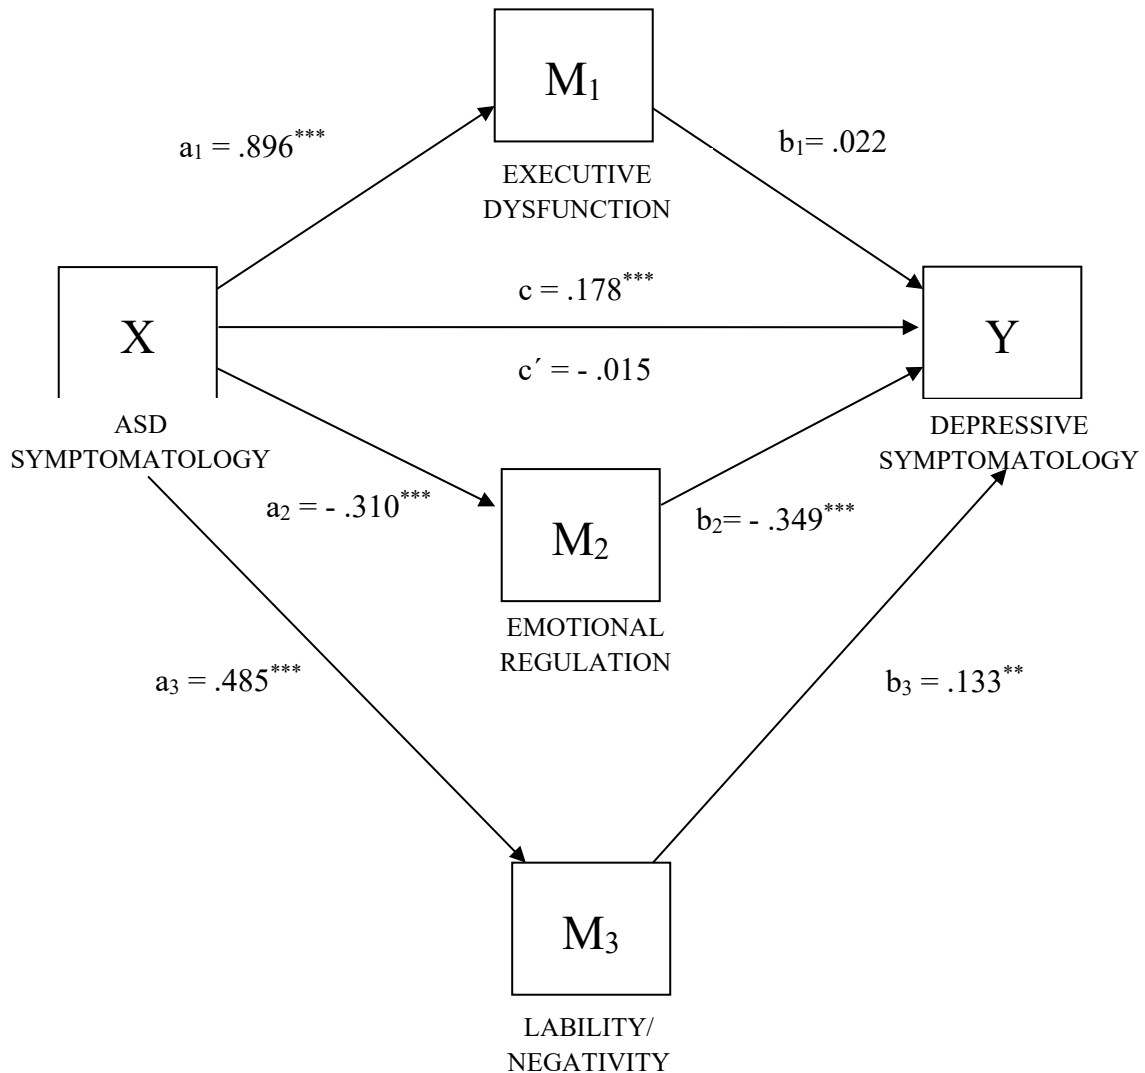 M₁
a₁ = .896***
b₁= .022
EXECUTIVE
DYSFUNCTION
c = .178***
X
Y
c´ = - .015
ASD
SYMPTOMATOLOGY
DEPRESSIVE
SYMPTOMATOLOGY
a₂ = - .310***
M₂
b₂= - .349***
EMOTIONAL
REGULATION
a₃ = .485***
b₃ = .133**
M₃
LABILITY/
NEGATIVITY